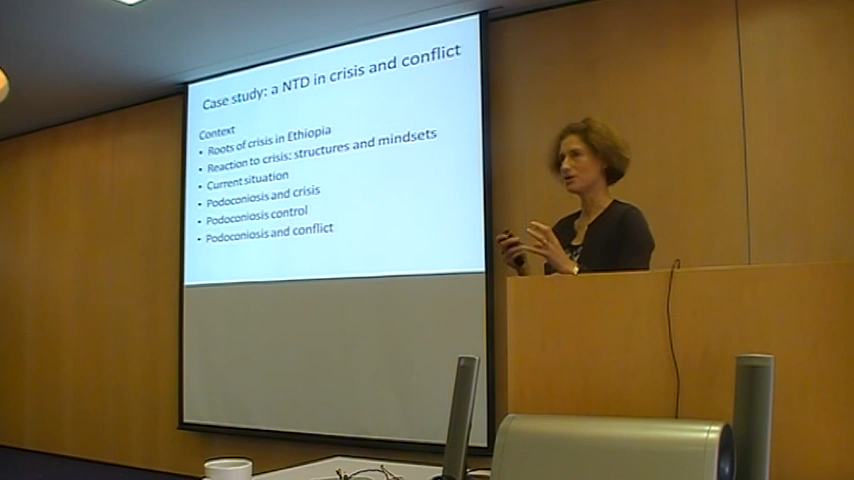 Case study: a NTD in crisis and conflict
Context
• Roots of crisis in Ethiopia
• Reaction to crisis: structures and mindsets
• Current situation
• Podoconiosis and crisis
• Podoconiosis control
• Podoconiosis and conflict